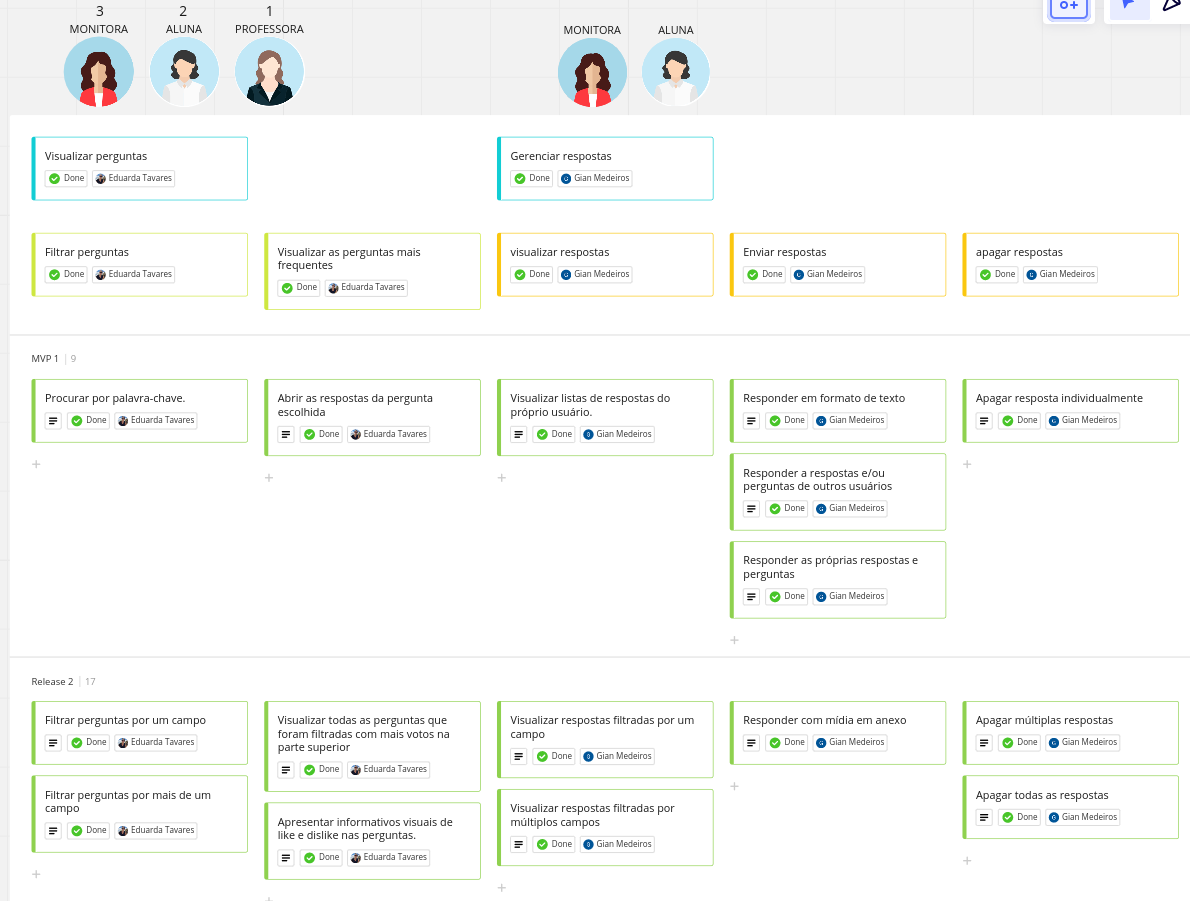 3 2 1
MONITORA ALUNA PROFESSORA MONITORA ALUNA
Visualizar perguntas
Done Eduarda Tavares
Gerenciar respostas
Done Gian Medeiros
Filtrar perguntas
Done Eduarda Tavares
Visualizar as perguntas mais
frequentes
Done Eduarda Tavares
visualizar respostas
Done Gian Medeiros
Enviar respostas
Done Gian Medeiros
apagar respostas
Done Gian Medeiros
MVP 1 | 9
Procurar por palavra-chave.
Done Eduarda Tavares
Abrir as respostas da pergunta
escolhida
Done Eduarda Tavares
Visualizar listas de respostas do
próprio usuário.
Done Gian Medeiros
Responder em formato de texto
Done Gian Medeiros
Responder a respostas e/ou
perguntas de outros usuários
Done Gian Medeiros
Responder as próprias respostas e
perguntas
Done Gian Medeiros
Apagar resposta individualmente
Done Gian Medeiros
Release 2 | 17
Filtrar perguntas por um campo
Done Eduarda Tavares
Filtrar perguntas por mais de um
campo
Done Eduarda Tavares
Visualizar todas as perguntas que
foram filtradas com mais votos na
parte superior
Done Eduarda Tavares
Apresentar informativos visuais de
like e dislike nas perguntas.
Done Eduarda Tavares
Visualizar respostas filtradas por um
campo
Done Gian Medeiros
Visualizar respostas filtradas por
múltiplos campos
Done Gian Medeiros
Responder com mídia em anexo
Done Gian Medeiros
Apagar múltiplas respostas
Done Gian Medeiros
Apagar todas as respostas
Done Gian Medeiros